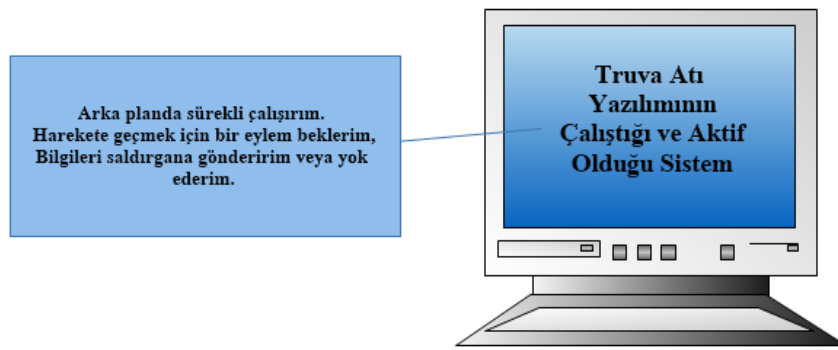 Arka planda sürekli çalışırım.
Harekete geçmek için bir eylem beklerim,
Bilgileri saldırgana gönderirim veya yok
ederim.
Truva Atı
Yazılımının
Çalıştığı ve Aktif
Olduğu Sistem